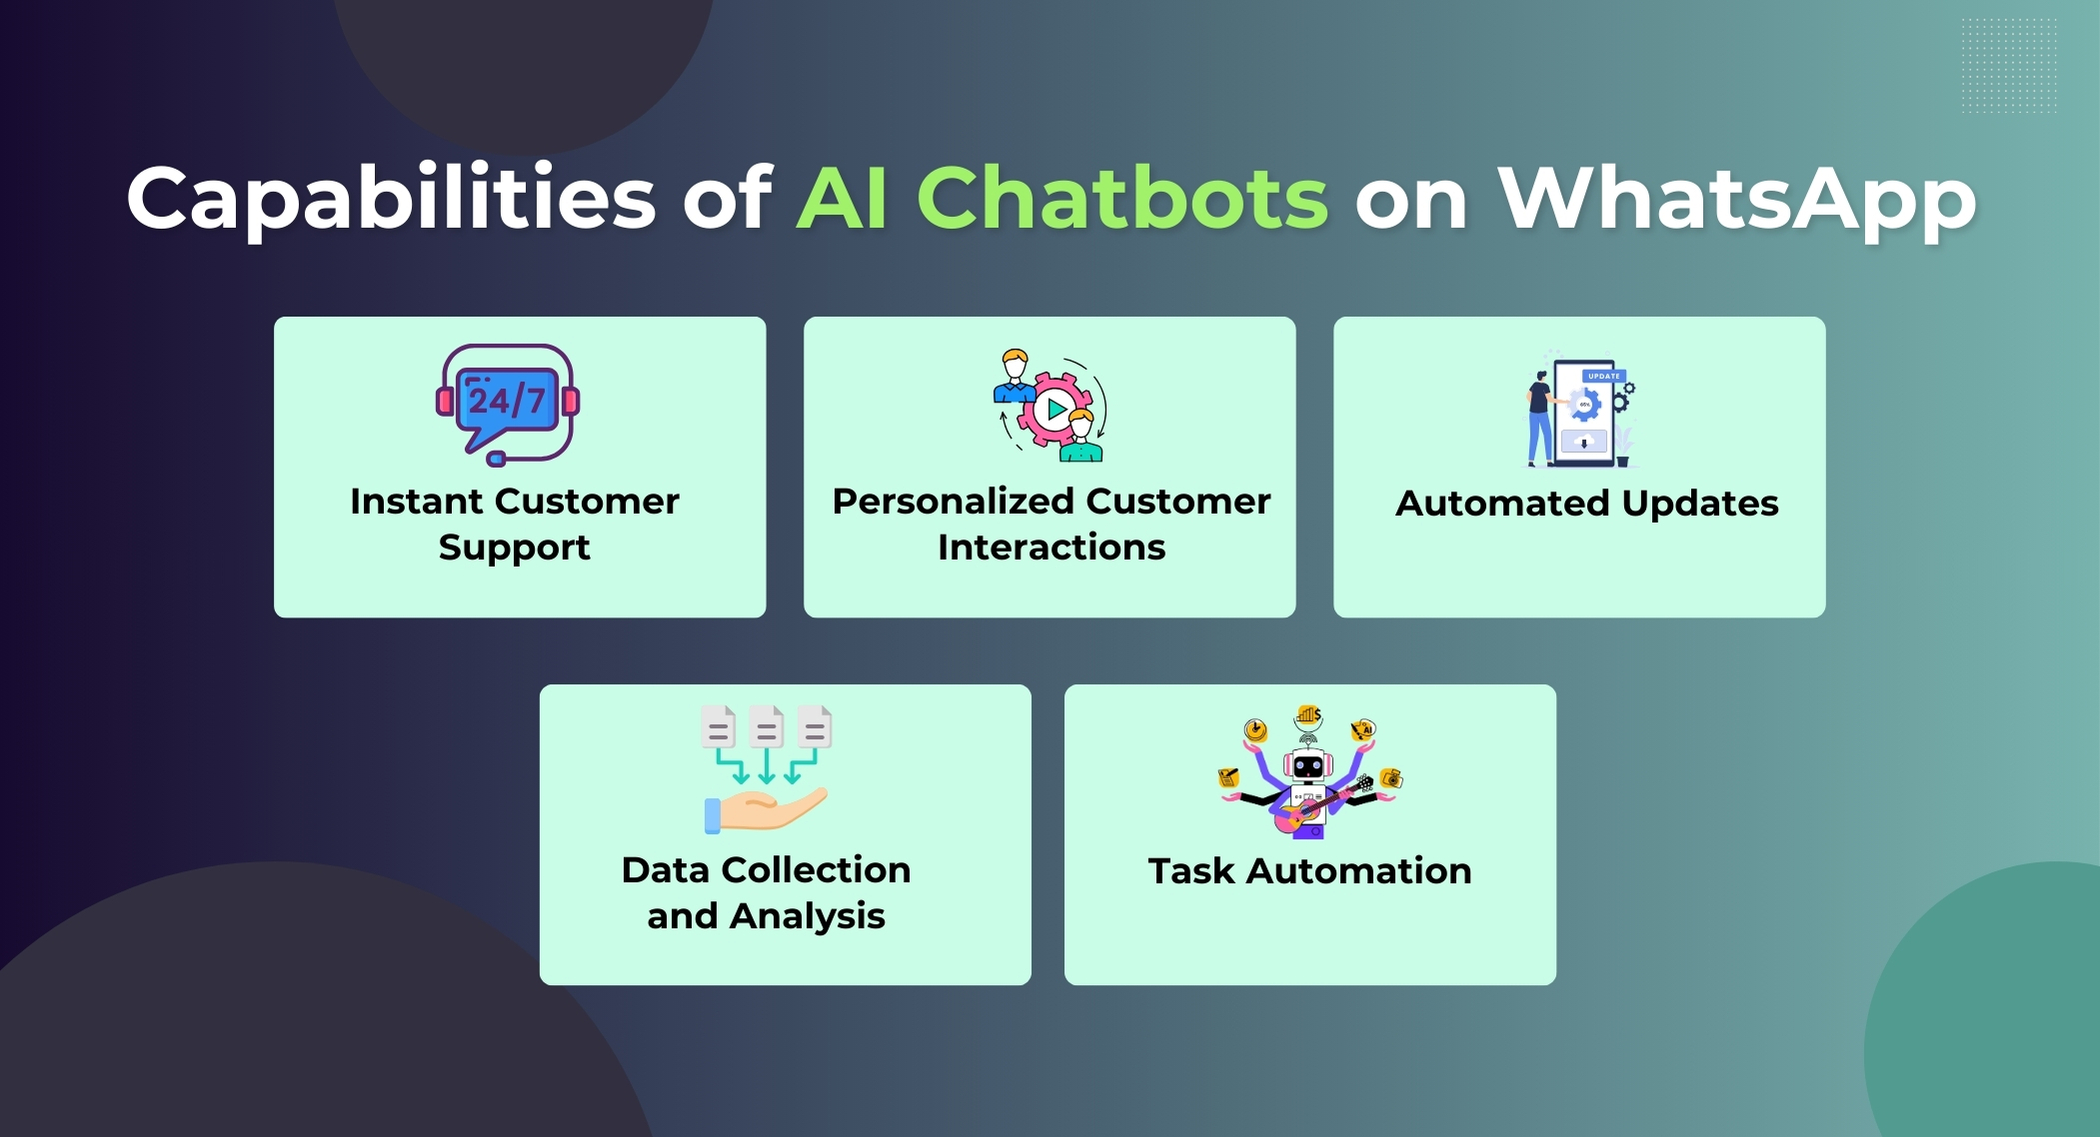 Capabilities of AI Chatbots on WhatsApp
24/7
Instant Customer
Support
Personalized Customer
Interactions
UPDATE
Automated Updates
Data Collection
and Analysis
$
AI
Task Automation